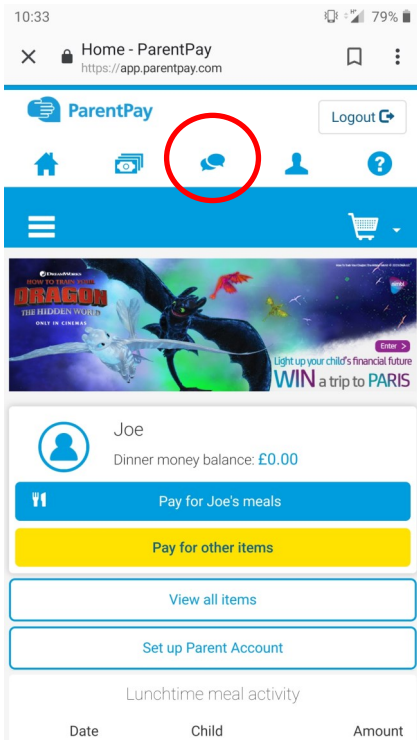 10:33
79%
Home - ParentPay
https://app.parentpay.com
ParentPay
Logout
?
DREAMWORKS
HOW TO TRAIN YOUR
DRAGON
THE HIDDEN WORLD
ONLY IN CINEMAS
nimbl
Enter >
Light up your child's financial future
WIN a trip to PARIS
Joe
Dinner money balance: £0.00
Pay for Joe's meals
Pay for other items
View all items
Set up Parent Account
Lunchtime meal activity
Date Child Amount